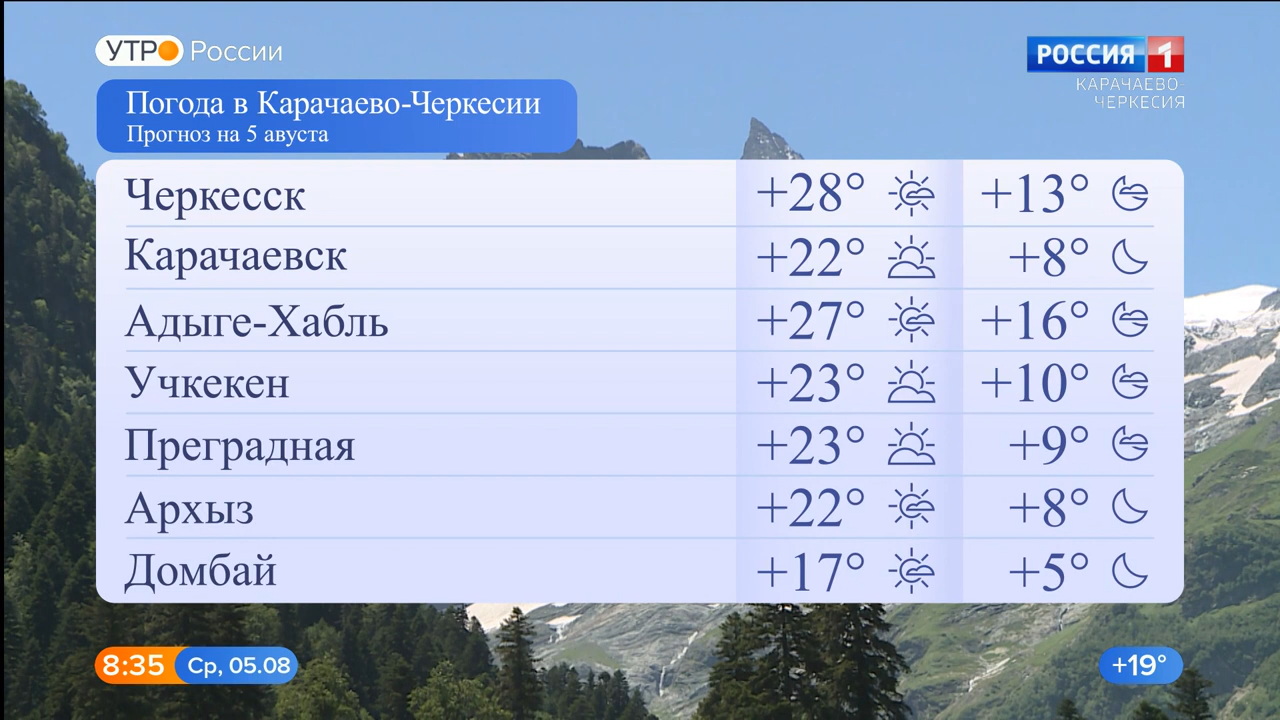 УТРО России
РОССИЯ 1
КАРАЧАЕВО-
ЧЕРКЕСИЯ
Погода в Карачаево-Черкесии
Прогноз на 5 авуста
Черкесск +28° +13°
Карачаевск +22° +8°
Адыге-Хабль +27° +16°
Учкекен +23° +10°
Преградная +23° +9°
Архыз +22° +8°
Домбай +17° +5°
8:35 Ср, 05.08 +19°